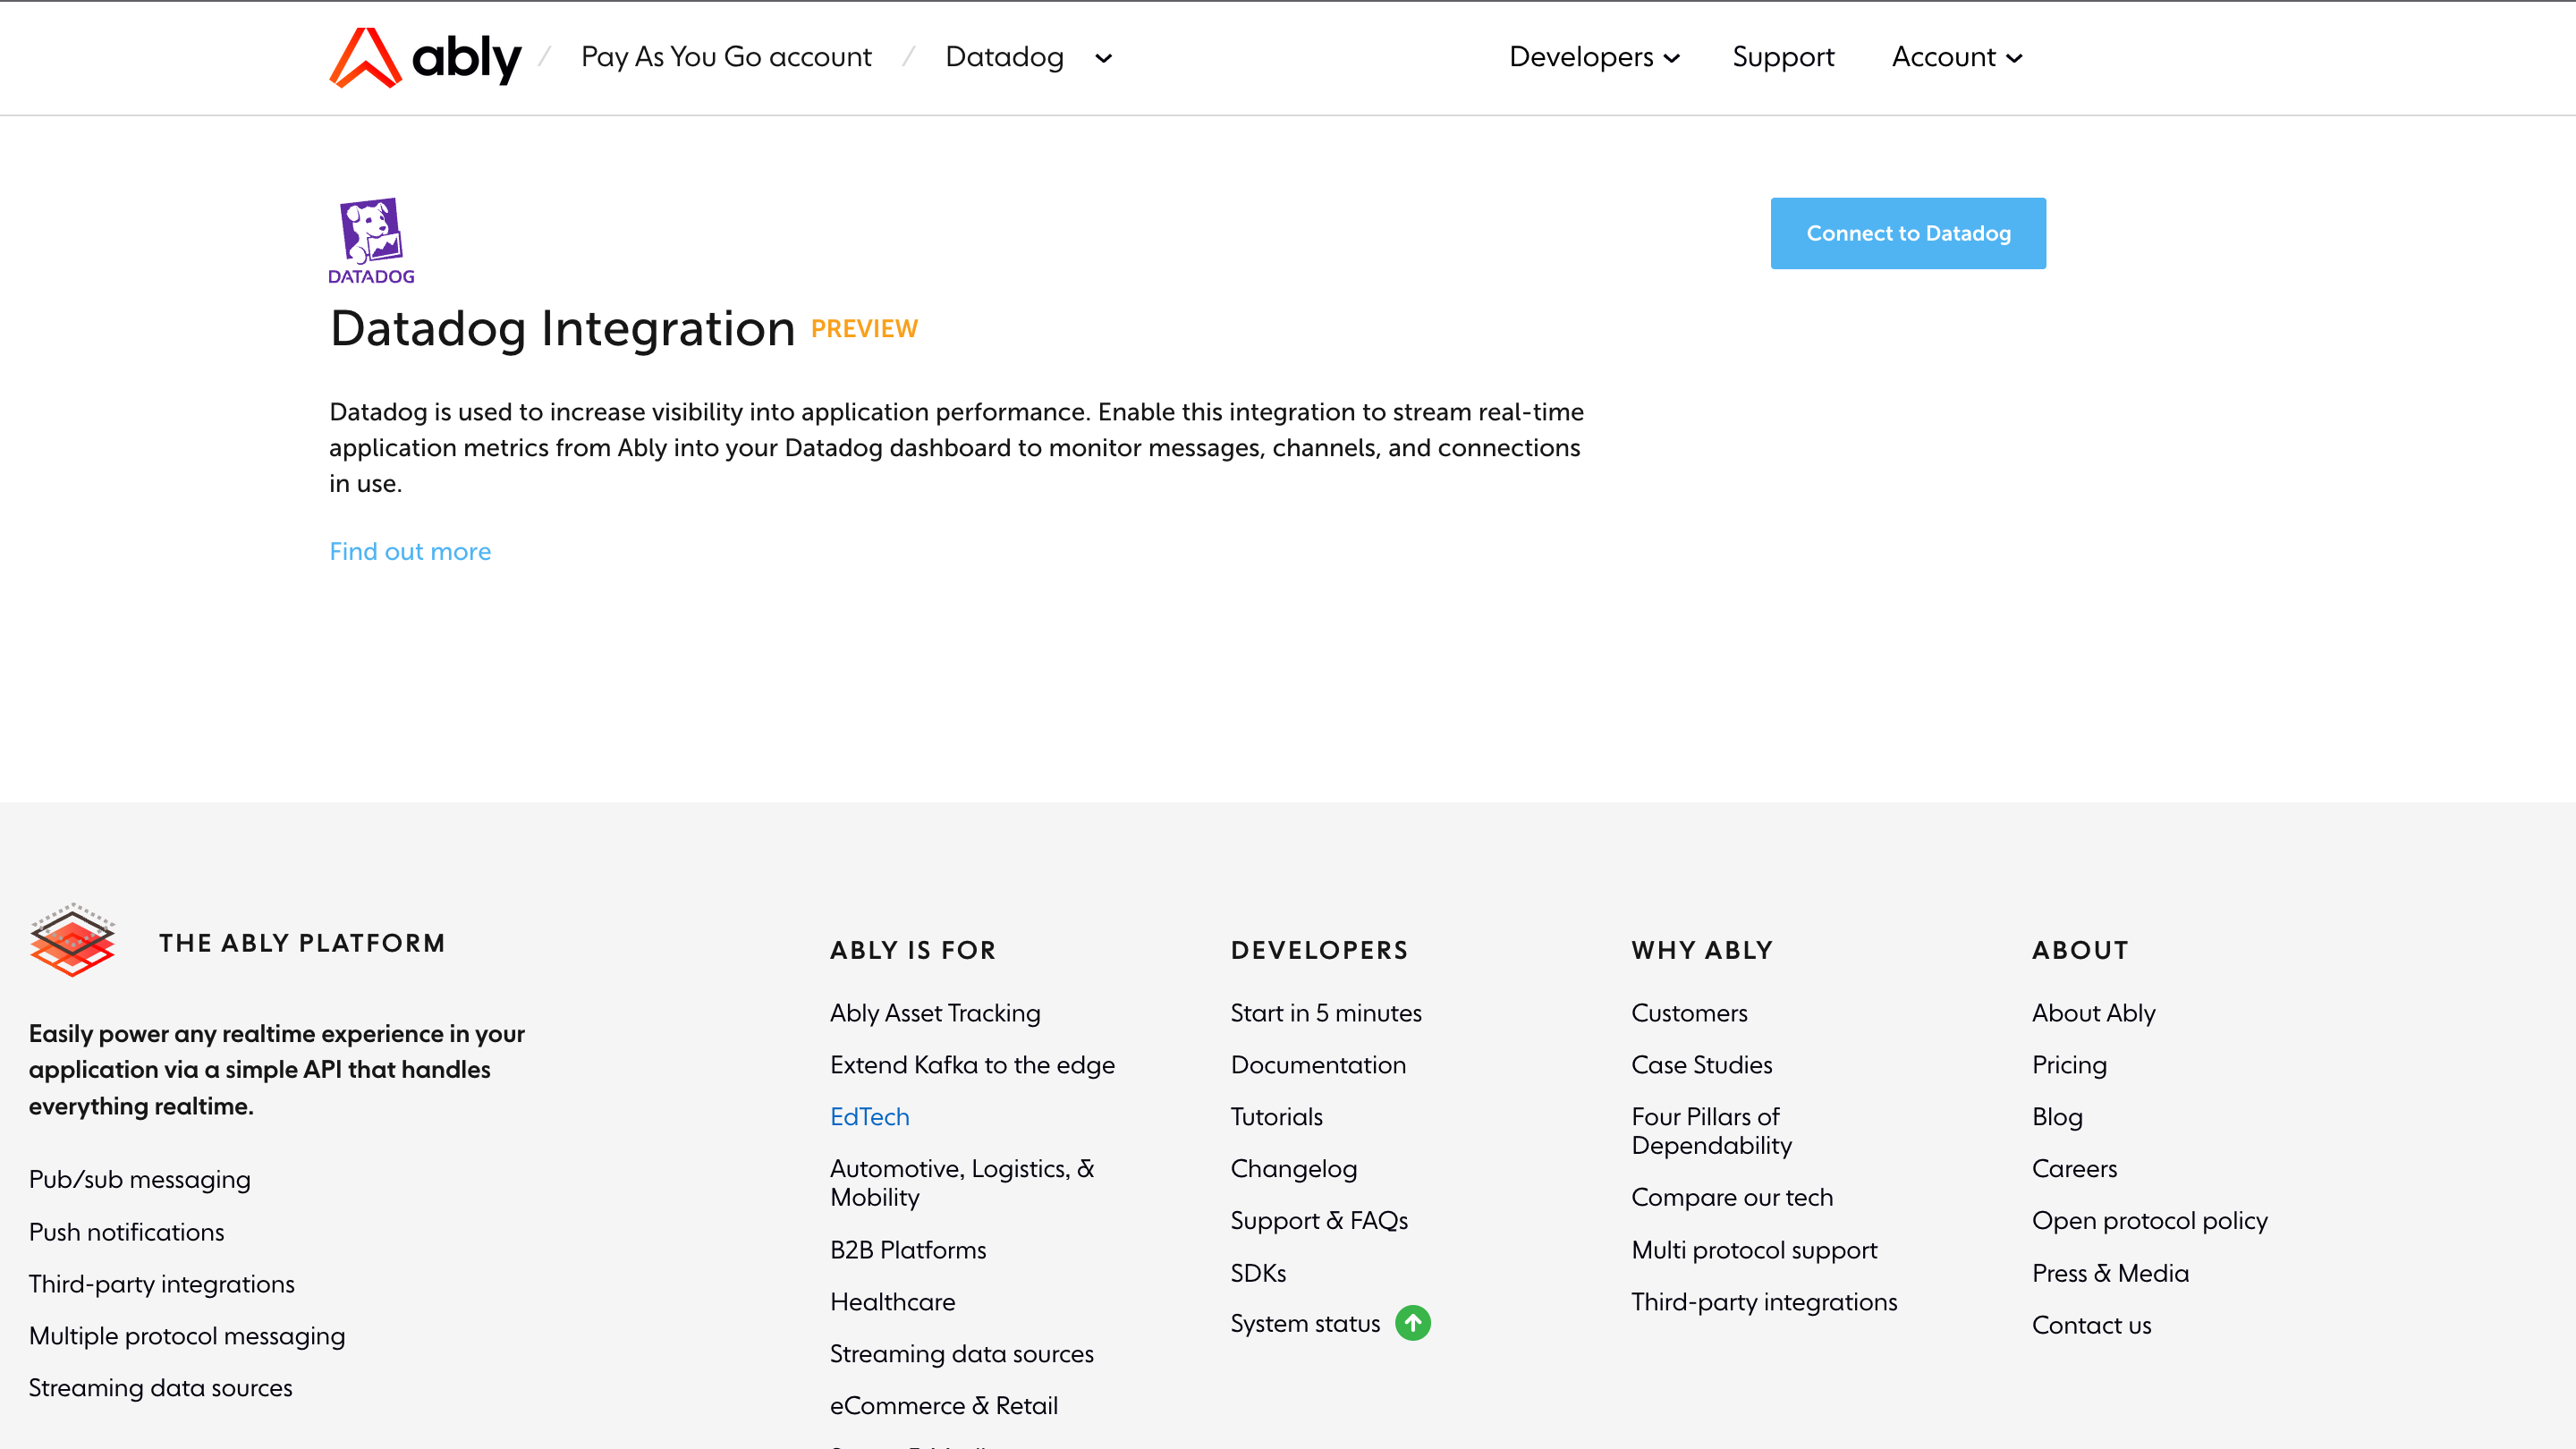 ably / Pay As You Go account / Datadog
Developers Support Account
DATADOG
Connect to Datadog
Datadog Integration PREVIEW
Datadog is used to increase visibility into application performance. Enable this integration to stream real-time
application metrics from Ably into your Datadog dashboard to monitor messages, channels, and connections
in use.
Find out more
THE ABLY PLATFORM
Easily power any realtime experience in your
application via a simple API that handles
everything realtime.
Pub/sub messaging
Push notifications
Third-party integrations
Multiple protocol messaging
Streaming data sources
ABLY IS FOR
Ably Asset Tracking
Extend Kafka to the edge
EdTech
Automotive, Logistics, &
Mobility
B2B Platforms
Healthcare
Streaming data sources
eCommerce & Retail
DEVELOPERS
Start in 5 minutes
Documentation
Tutorials
Changelog
Support & FAQs
SDKs
System status
WHY ABLY
Customers
Case Studies
Four Pillars of
Dependability
Compare our tech
Multi protocol support
Third-party integrations
ABOUT
About Ably
Pricing
Blog
Careers
Open protocol policy
Press & Media
Contact us